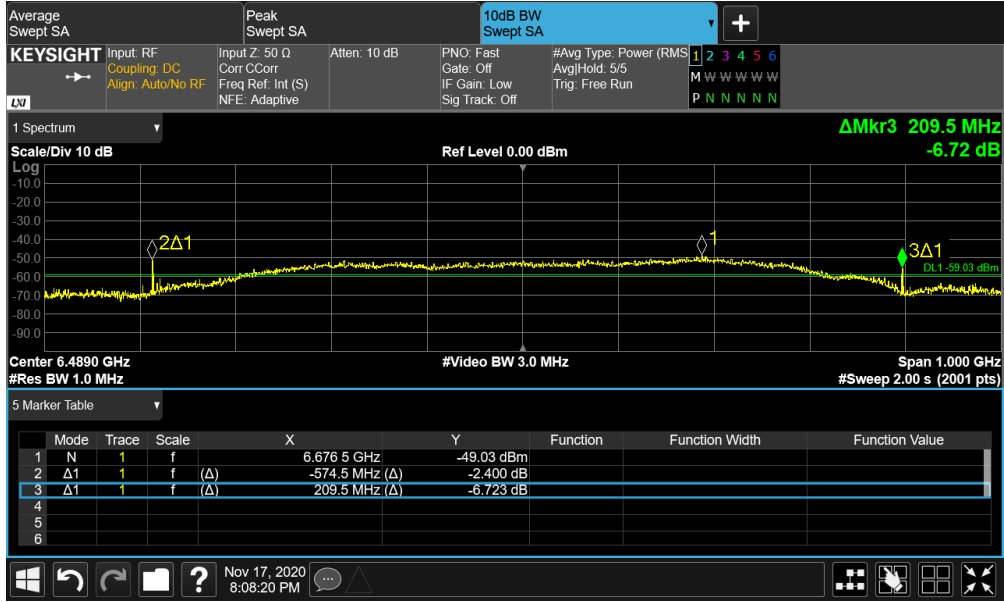 Average
Swept SA
Peak
Swept SA
10dB BW
Swept SA
KEYSIGHT
LXI
Input: RF
Coupling: DC
Align: Auto/No RF
Input Z: 50 Ω
Corr CCorr
Freq Ref: Int (S)
NFE: Adaptive
Atten: 10 dB
PNO: Fast
Gate: Off
IF Gain: Low
Sig Track: Off
#Avg Type: Power (RMS
Avg|Hold: 5/5
Trig: Free Run
1 2 3 4 5 6
M W W W W W
P N N N N N
1 Spectrum
Scale/Div 10 dB
Ref Level 0.00 dBm
ΔMkr3 209.5 MHz
-6.72 dB
Log
-10.0
-20.0
-30.0
-40.0
-50.0
-60.0
-70.0
-80.0
-90.0
2Δ1
1
3Δ1
DL1 -59.03 dBm
Center 6.4890 GHz
#Video BW 3.0 MHz
Span 1.000 GHz
#Res BW 1.0 MHz
#Sweep 2.00 s (2001 pts)
5 Marker Table
Mode Trace Scale X Y Function Function Width Function Value
1 N 1 f 6.676 5 GHz -49.03 dBm
2 Δ1 1 f (Δ) -574.5 MHz (Δ) -2.400 dB
3 Δ1 1 f (Δ) 209.5 MHz (Δ) -6.723 dB
4
5
6
?
Nov 17, 2020
8:08:20 PM